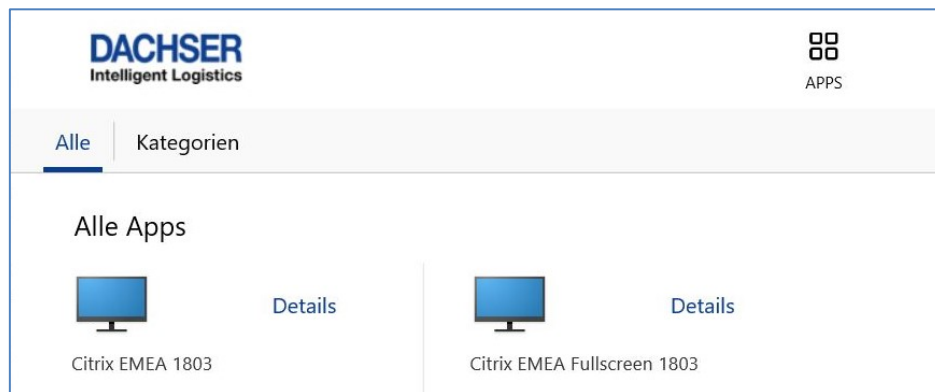 DACHSER
Intelligent Logistics
APPS
Alle
Kategorien
Alle Apps
Details
Details
Citrix EMEA 1803
Citrix EMEA Fullscreen 1803